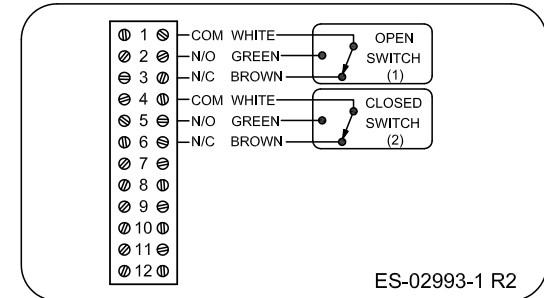 1 COM WHITE OPEN
2 N/O GREEN SWITCH
3 N/C BROWN (1)
4 COM WHITE CLOSED
5 N/O GREEN SWITCH
6 N/C BROWN (2)
7
8
9
10
11
12
ES-02993-1 R2